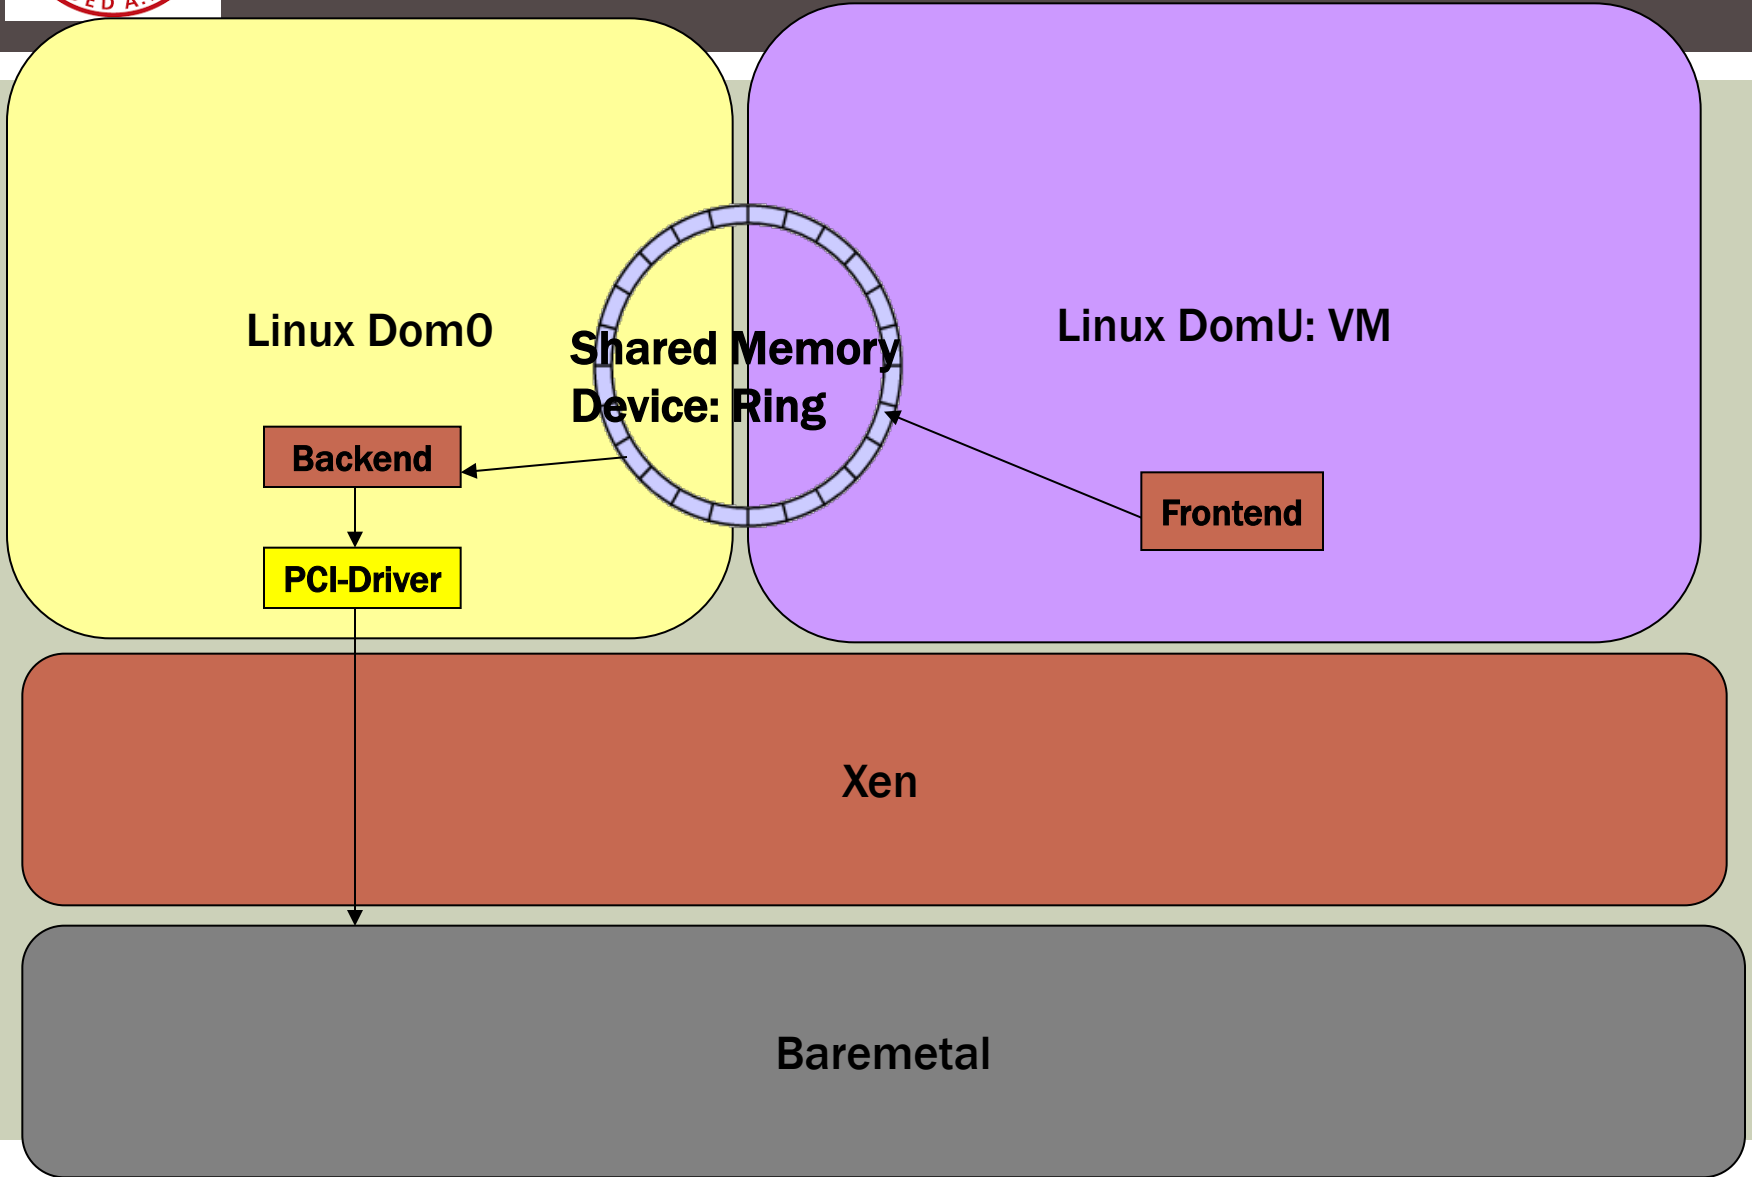 Linux Dom0
Linux DomU: VM
Shared Memory
Device: Ring
Backend
Frontend
PCI-Driver
Xen
Baremetal